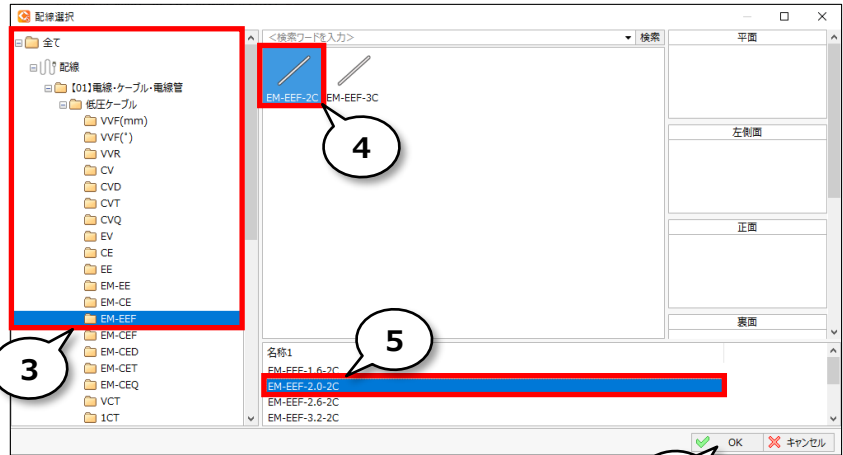 配線選択
全て
配線
【01】電線・ケーブル・電線管
低圧ケーブル
VVF(mm)
VVF(゜)
VVR
CV
CVD
CVT
CVQ
EV
CE
EE
EM-EE
EM-CE
EM-EEF
EM-CEF
EM-CED
EM-CET
EM-CEQ
VCT
1CT
3
<検索ワードを入力>
検索
EM-EEF-2C
EM-EEF-3C
4
平面
左側面
正面
裏面
5
名称1
EM-EEF-1.6-2C
EM-EEF-2.0-2C
EM-EEF-2.6-2C
EM-EEF-3.2-2C
OK
キャンセル